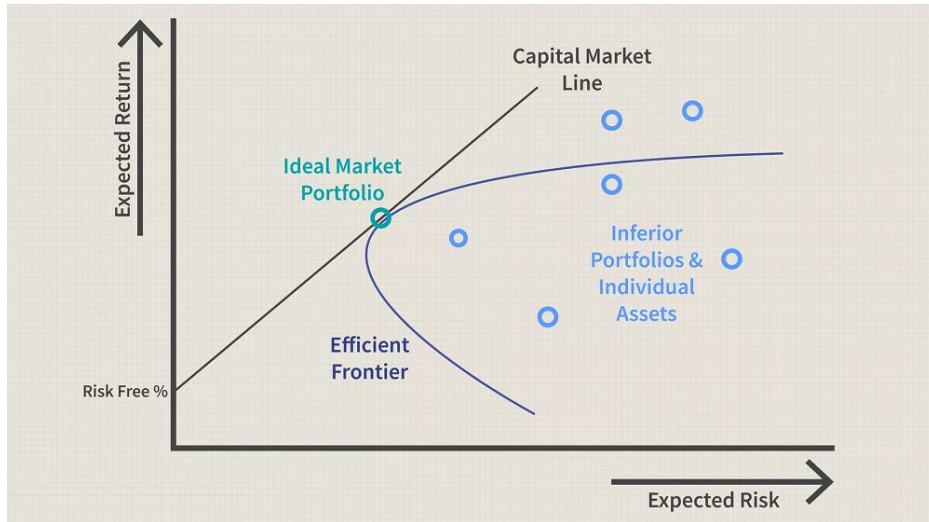 Capital Market
Line
Expected Return
Ideal Market
Portfolio
Inferior
Portfolios &
Individual
Assets
Efficient
Frontier
Risk Free %
Expected Risk